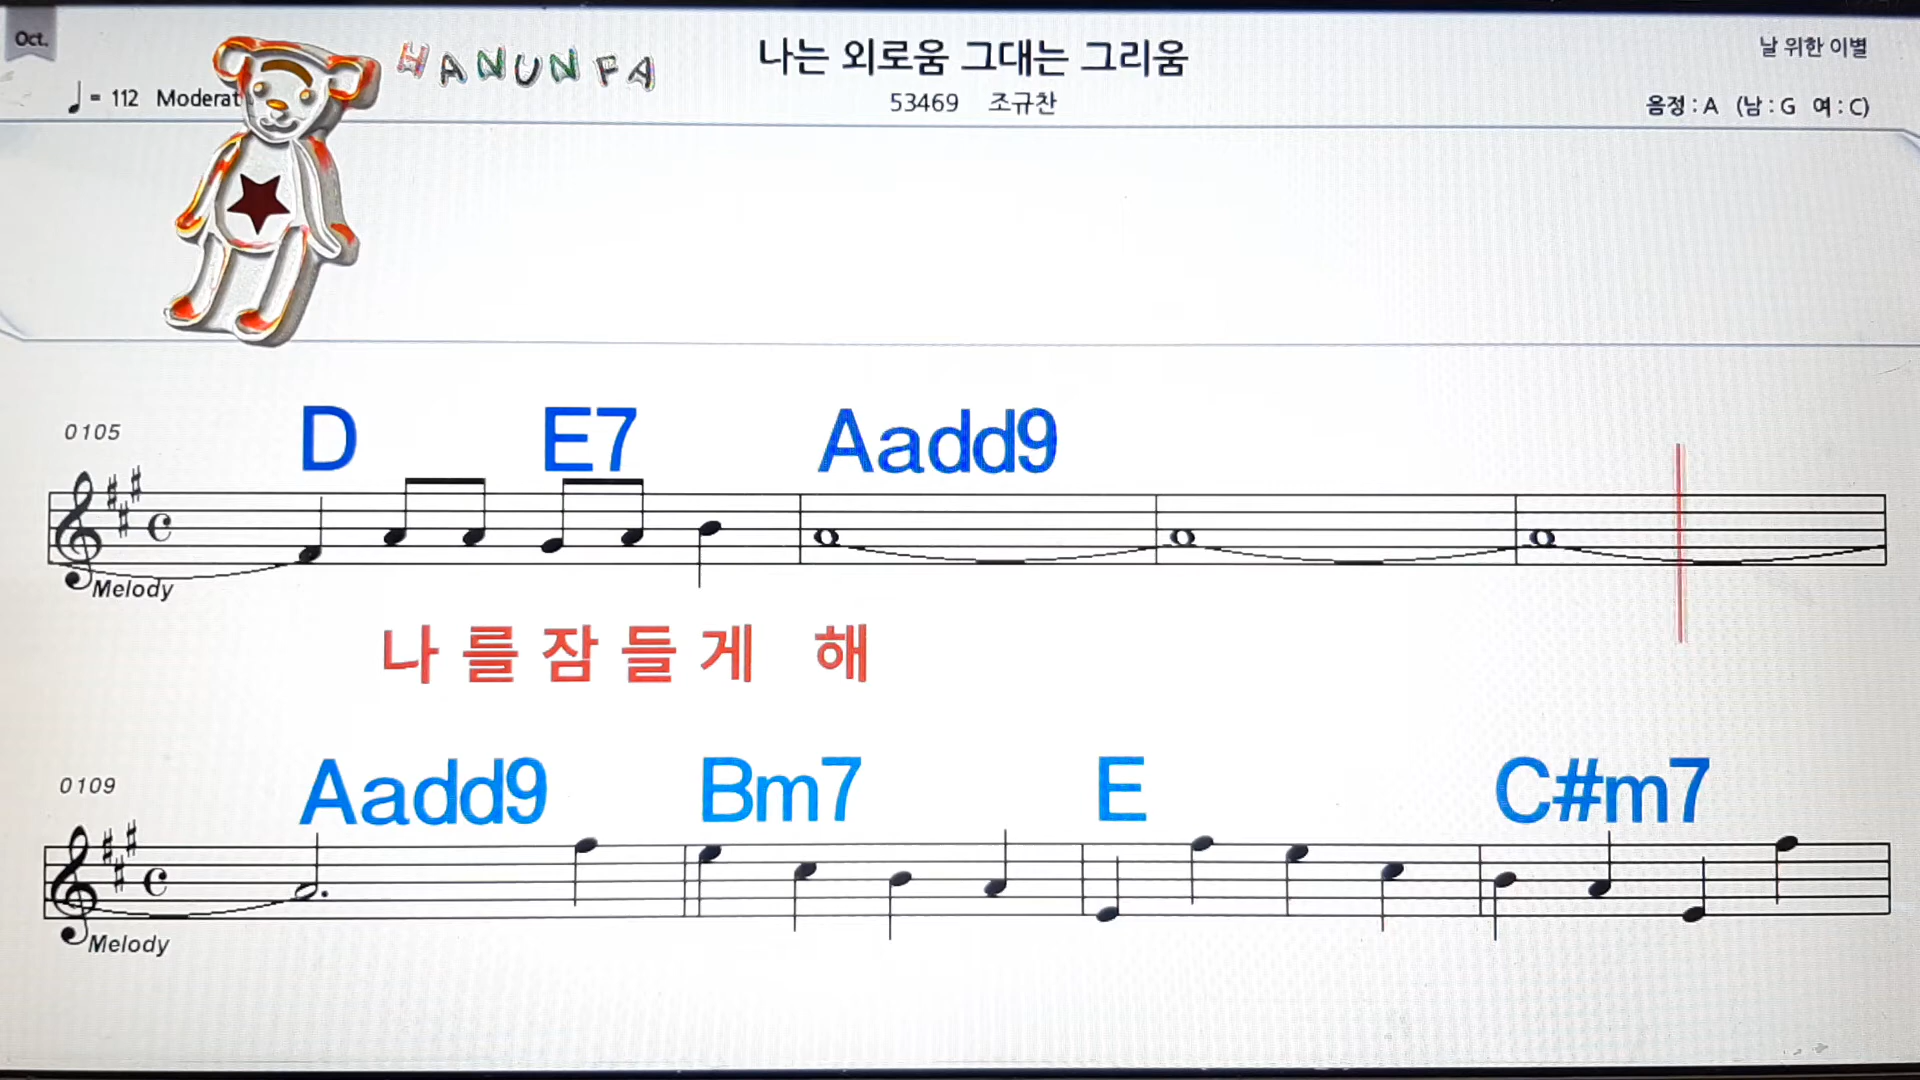 Oct.
HANUNFA
나는 외로움 그대는 그리움
날 위한 이별
♩ = 112 Moderat
53469 조규찬
음정 : A (남 : G 여 : C)
D E7 Aadd9
0105
Melody
나 를 잠 들 게 해
Aadd9 Bm7 E C#m7
0109
Melody